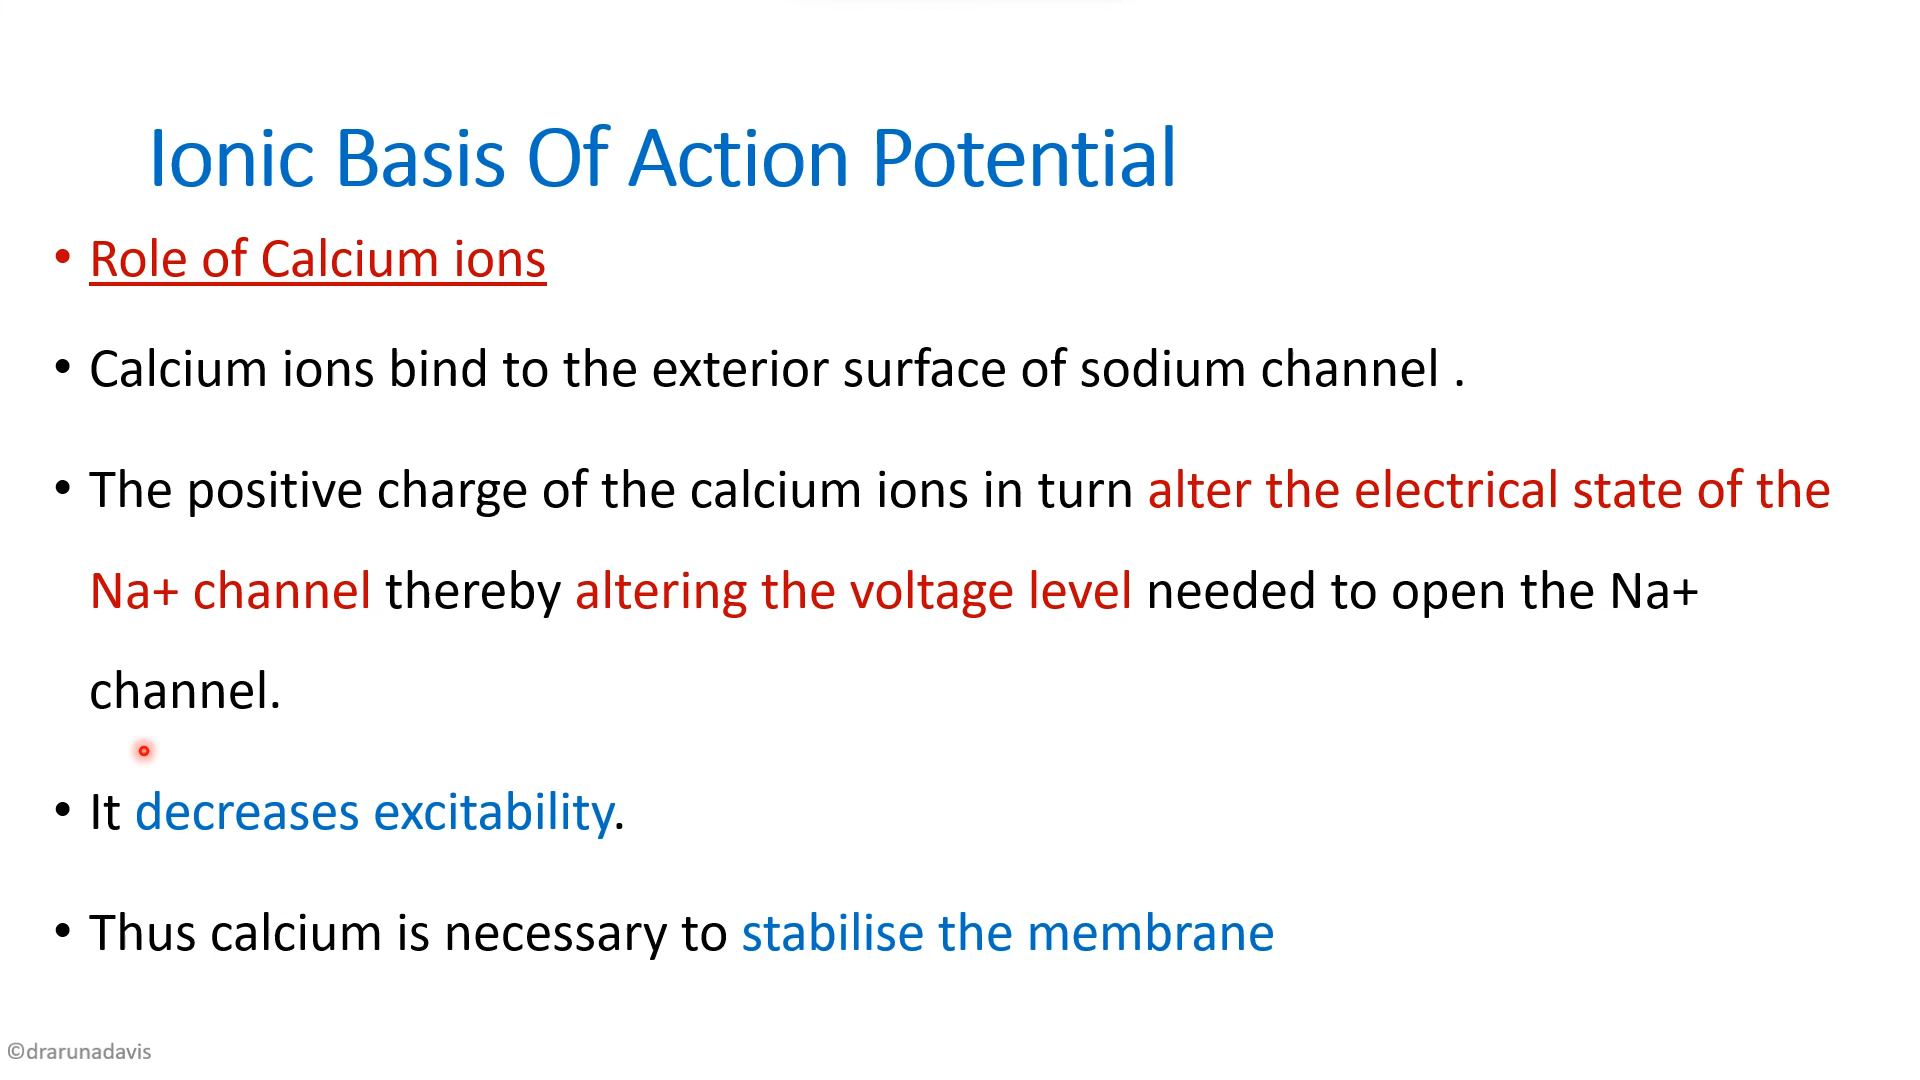 Ionic Basis Of Action Potential
• Role of Calcium ions
• Calcium ions bind to the exterior surface of sodium channel .
• The positive charge of the calcium ions in turn alter the electrical state of the
Na+ channel thereby altering the voltage level needed to open the Na+
channel.
• It decreases excitability.
• Thus calcium is necessary to stabilise the membrane
©drarunadavis